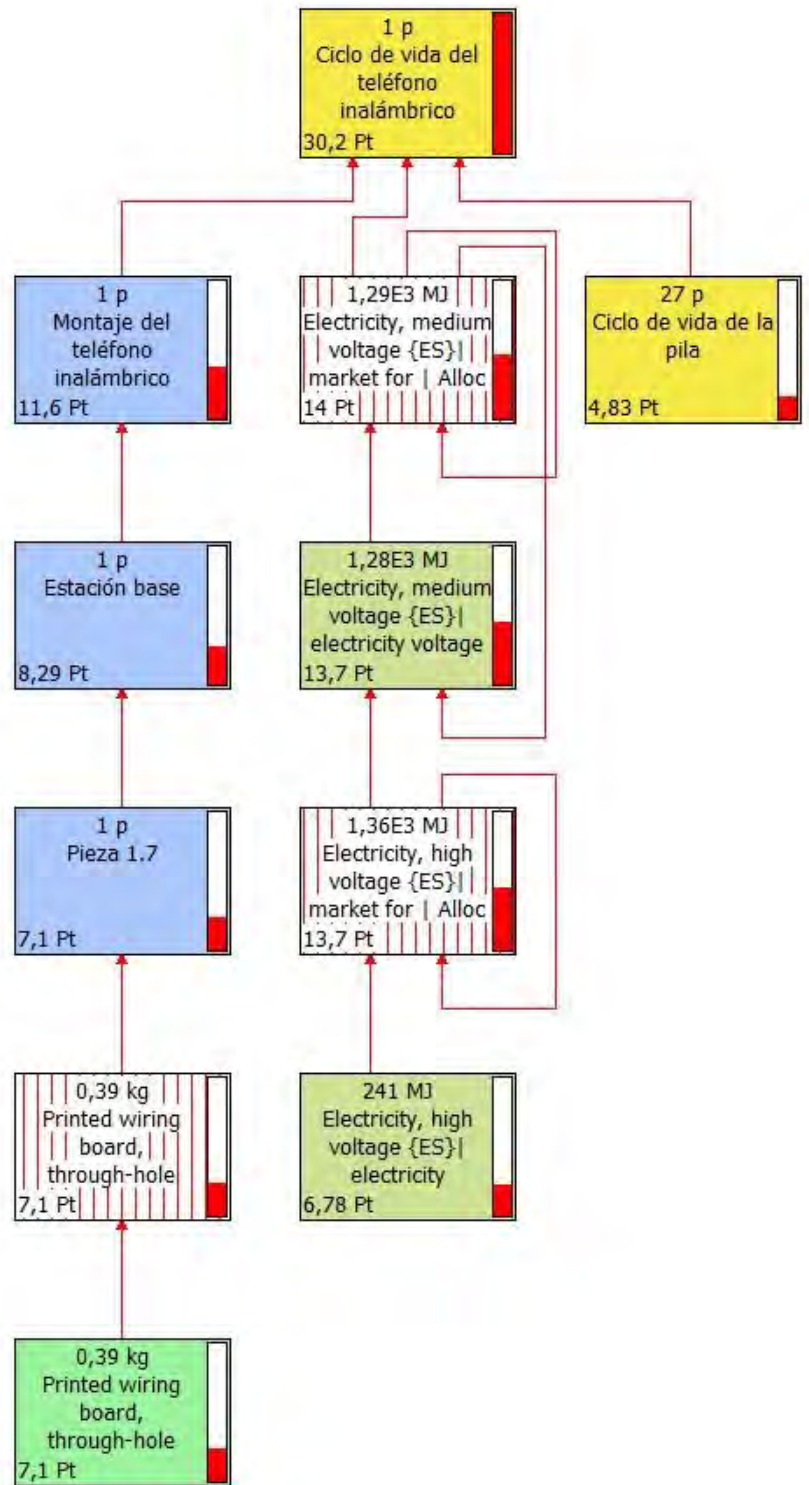 1 p
Ciclo de vida del
teléfono
inalámbrico
30,2 Pt
1 p
Montaje del
teléfono
inalámbrico
11,6 Pt
1,29E3 MJ
Electricity, medium
voltage {ES}|
market for | Alloc
14 Pt
27 p
Ciclo de vida de la
pila
4,83 Pt
1 p
Estación base
8,29 Pt
1,28E3 MJ
Electricity, medium
voltage {ES}|
electricity voltage
13,7 Pt
1 p
Pieza 1.7
7,1 Pt
1,36E3 MJ
Electricity, high
voltage {ES}|
market for | Alloc
13,7 Pt
0,39 kg
Printed wiring
board,
through-hole
7,1 Pt
241 MJ
Electricity, high
voltage {ES}|
electricity
6,78 Pt
0,39 kg
Printed wiring
board,
through-hole
7,1 Pt